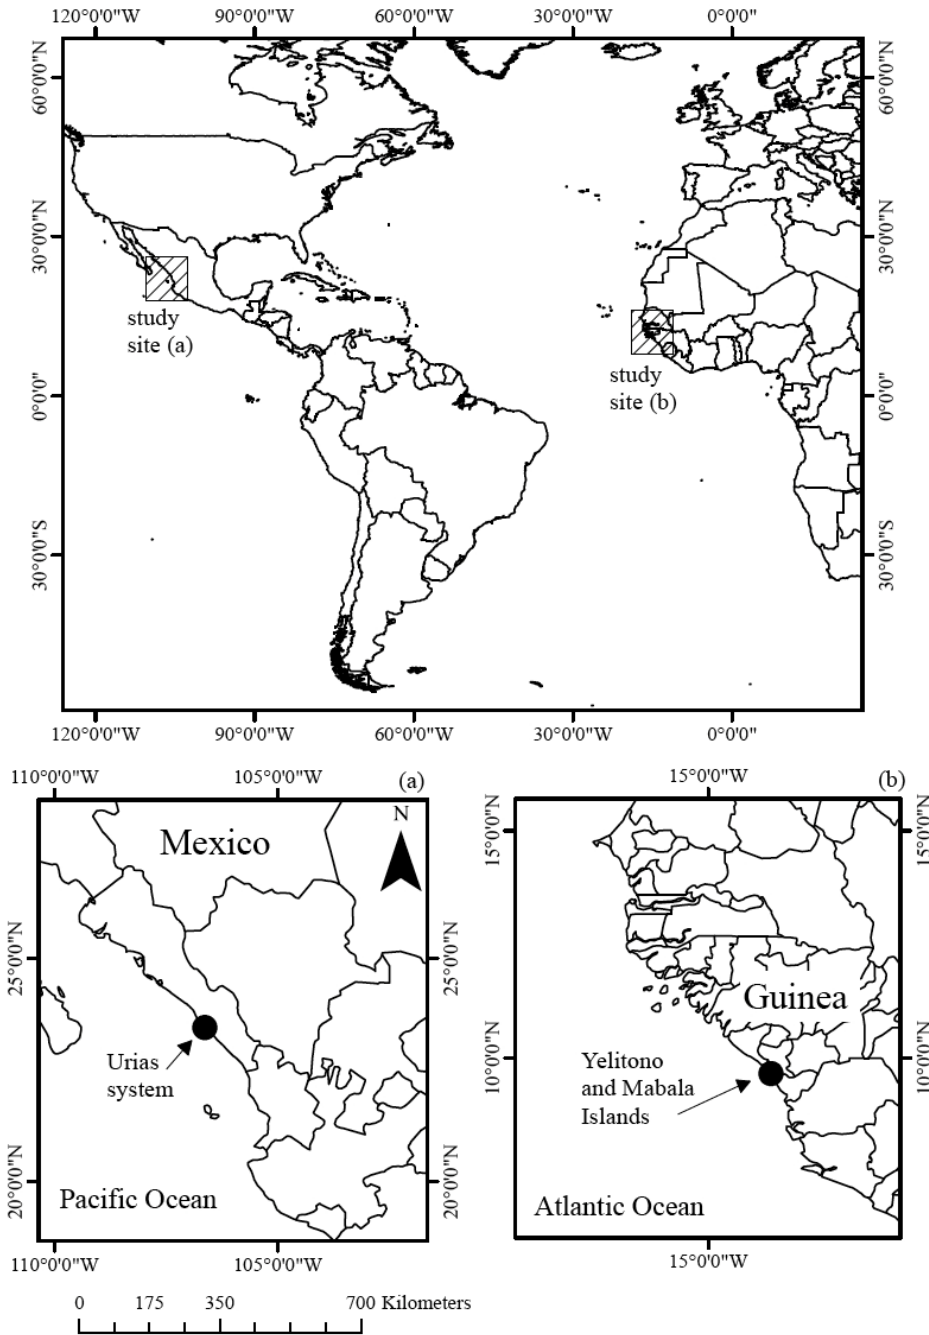 120°0'0"W 90°0'0"W 60°0'0"W 30°0'0"W 0°0'0"
60°0'0"N 60°0'0"N
30°0'0"N 30°0'0"N
study
site (a)
study
site (b)
0°0'0" 0°0'0"
30°0'0"S 30°0'0"S
120°0'0"W 90°0'0"W 60°0'0"W 30°0'0"W 0°0'0"
110°0'0"W 105°0'0"W (a)
N
Mexico
25°0'0"N 25°0'0"N
Urias
system
20°0'0"N 20°0'0"N
Pacific Ocean
110°0'0"W 105°0'0"W
15°0'0"W (b)
15°0'0"N 15°0'0"N
Guinea
10°0'0"N 10°0'0"N
Yelitono
and Mabala
Islands
Atlantic Ocean
15°0'0"W
0 175 350 700 Kilometers